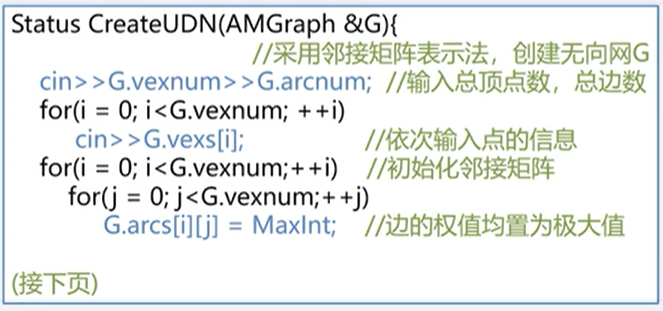 Status CreateUDN(AMGraph &G){
//采用邻接矩阵表示法，创建无向网G
cin>>G.vexnum>>G.arcnum; //输入总顶点数，总边数
for(i = 0; i<G.vexnum; ++i)
cin>>G.vexs[i]; //依次输入点的信息
for(i = 0; i<G.vexnum;++i) //初始化邻接矩阵
for(j = 0; j<G.vexnum;++j)
G.arcs[i][j] = MaxInt; //边的权值均置为极大值
(接下页)